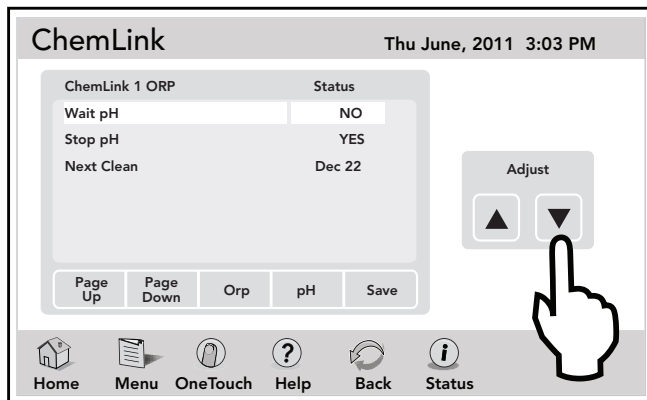 ChemLink Thu June, 2011 3:03 PM
ChemLink 1 ORP Status
Wait pH NO
Stop pH YES
Next Clean Dec 22
Adjust
Page Up Page Down Orp pH Save
Home Menu OneTouch Help Back Status